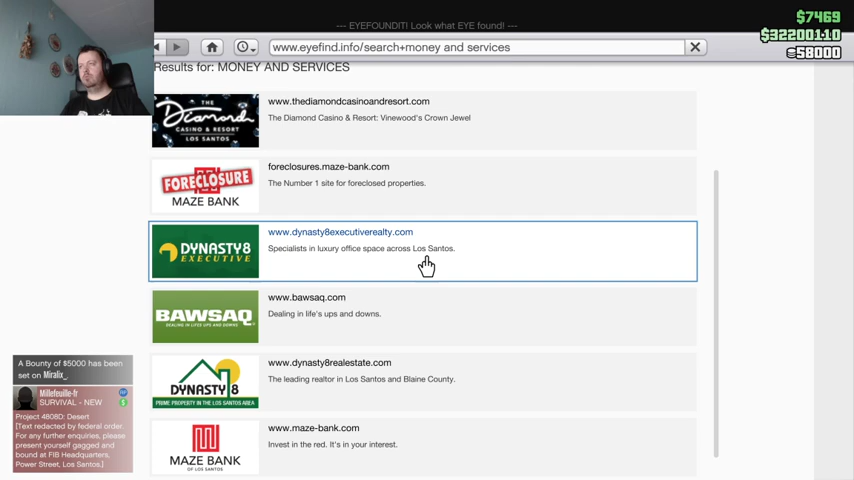 --- EYEFOUNDIT! Look what EYE found! ---
$7469
$32200110
58000
www.eyefind.info/search+money and services
Results for: MONEY AND SERVICES
THE
Diamond
CASINO & RESORT
LOS SANTOS
www.thediamondcasinoandresort.com
The Diamond Casino & Resort: Vinewood's Crown Jewel
FORECLOSURE
MAZE BANK
foreclosures.maze-bank.com
The Number 1 site for foreclosed properties.
DYNASTY8
EXECUTIVE
www.dynasty8executiverealty.com
Specialists in luxury office space across Los Santos.
BAWSAQ
DEALING IN LIFE'S UPS AND DOWNS.
www.bawsaq.com
Dealing in life's ups and downs.
DYNASTY 8
PRIME PROPERTY IN THE LOS SANTOS AREA
www.dynasty8realestate.com
The leading realtor in Los Santos and Blaine County.
MAZE BANK
OF LOS SANTOS
www.maze-bank.com
Invest in the red. It's in your interest.
A Bounty of $5000 has been
set on Miralix_.
Millefeuille-fr
SURVIVAL - NEW
Project 4808D: Desert
[Text redacted by federal order.
For any further enquiries, please
present yourself gagged and
bound at FIB Headquarters,
Power Street, Los Santos.]